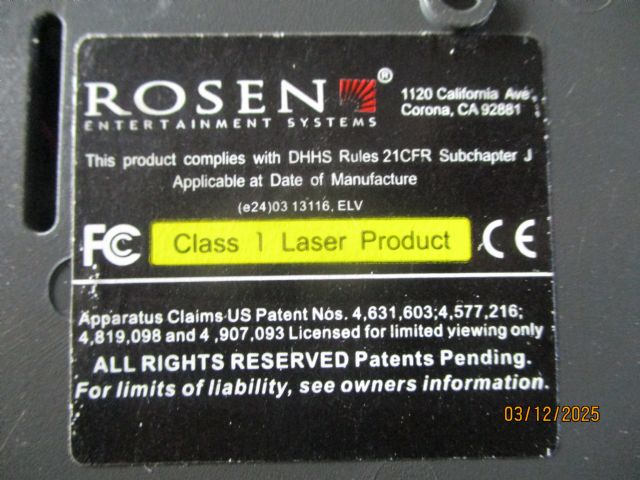 ROSEN®
ENTERTAINMENT SYSTEMS
1120 California Ave,
Corona, CA 92881
This product complies with DHHS Rules 21CFR Subchapter J
Applicable at Date of Manufacture
(e24)03 13116, ELV
FC Class 1 Laser Product CE
Apparatus Claims US Patent Nos. 4,631,603;4,577,216;
4,819,098 and 4 ,907,093 Licensed for limited viewing only
ALL RIGHTS RESERVED Patents Pending.
For limits of liability, see owners information.
03/12/2025